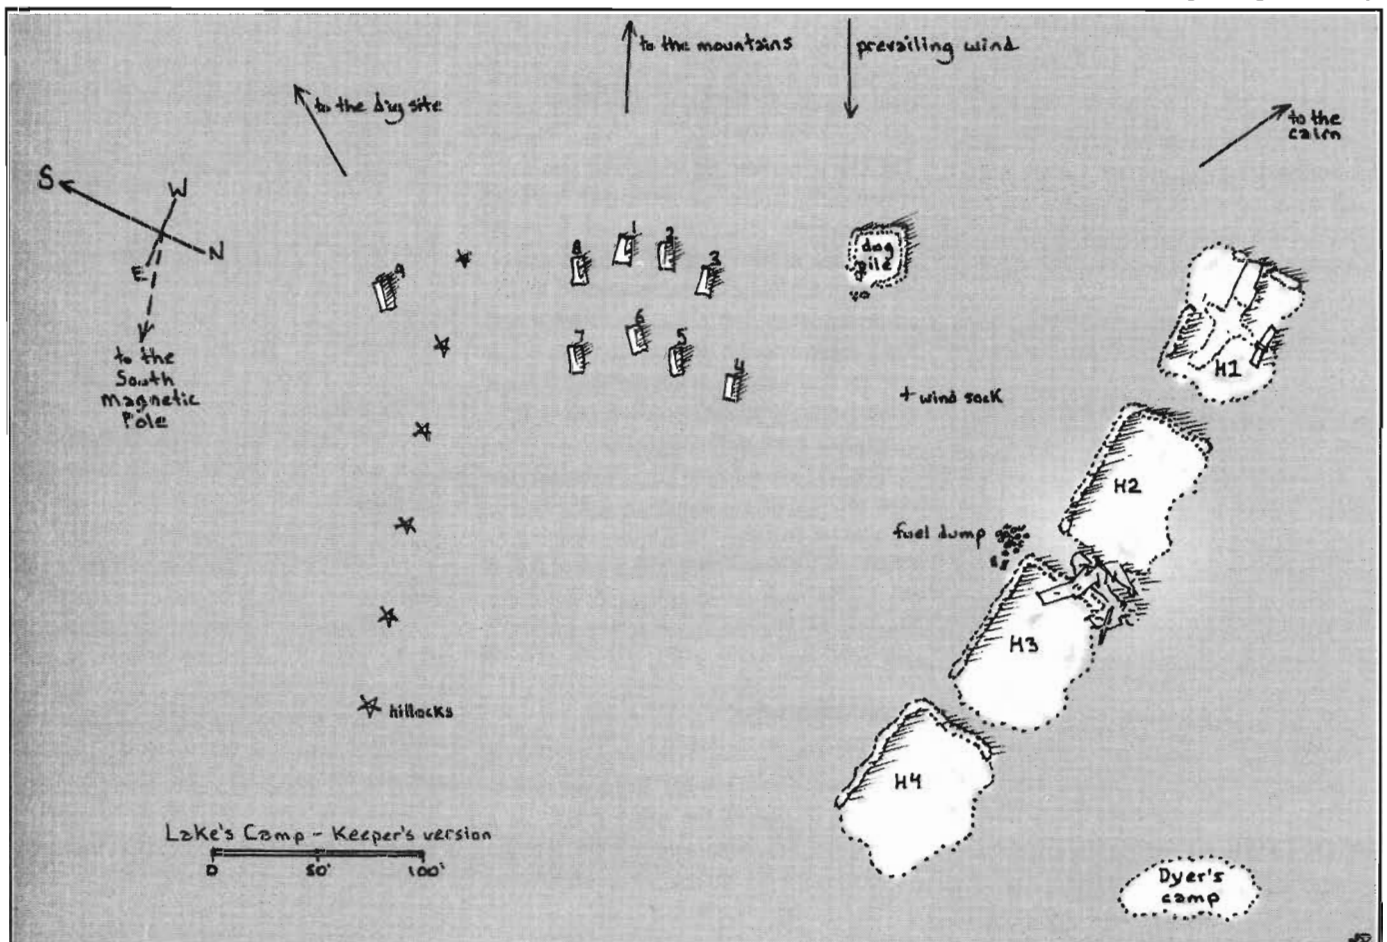 to the mountains
prevailing wind
to the dig site
to the
cairn
S
W
N
E
to the
South
magnetic
Pole
9
8
1
2
3
7
6
5
4
dog
pile
H1
+ wind sock
H2
fuel dump
H3
hillocks
H4
Lake's Camp - Keeper's version
0
50'
100'
Dyer's
camp